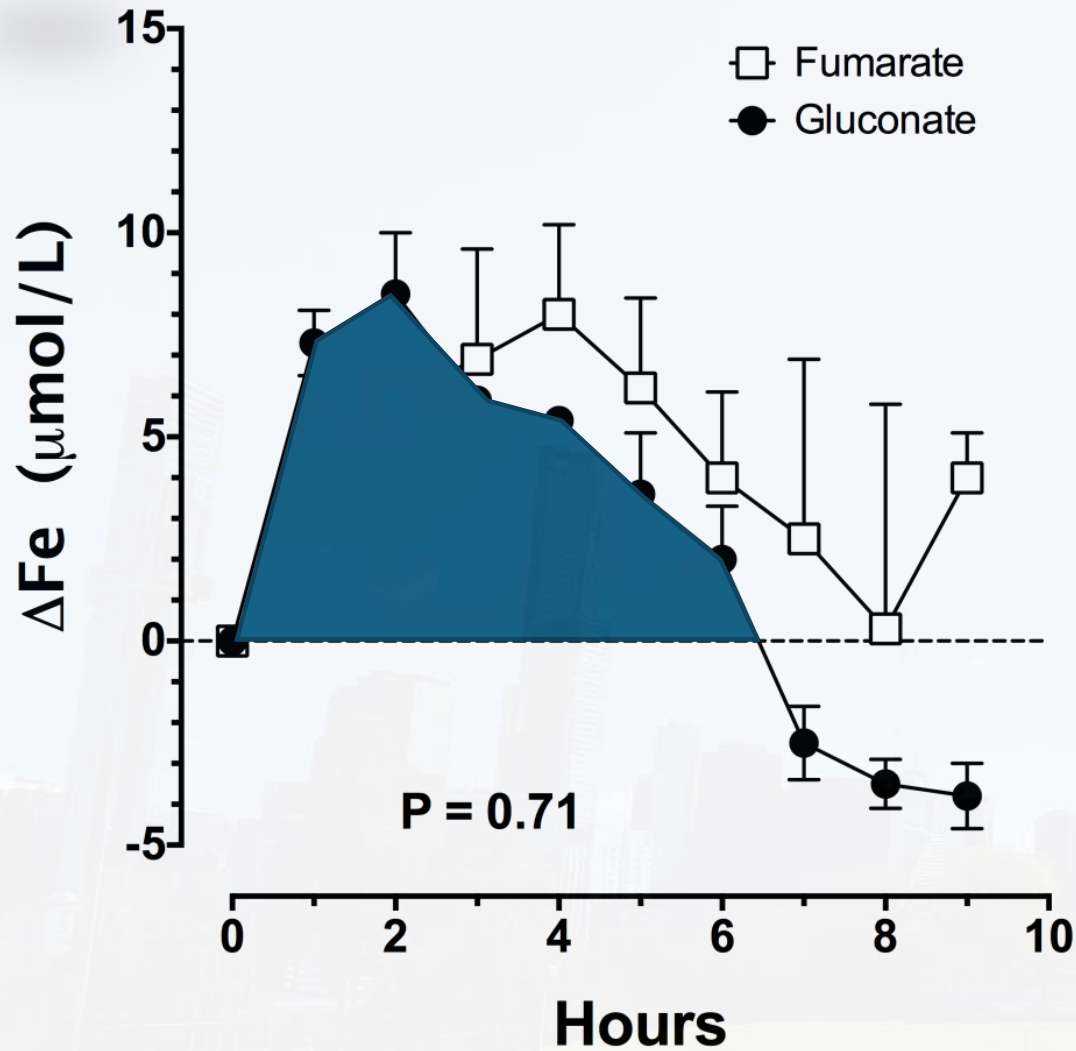 15
10
5
0
-5
ΔFe (μmol/L)
Fumarate
Gluconate
P = 0.71
0 2 4 6 8 10
Hours